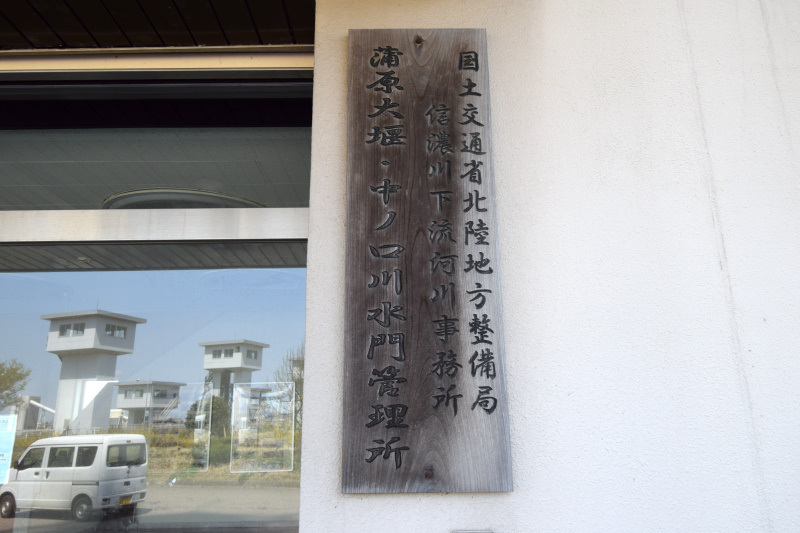 国土交通省北陸地方整備局
信濃川下流河川事務所
蒲原大堰・中ノ口川水門管理所